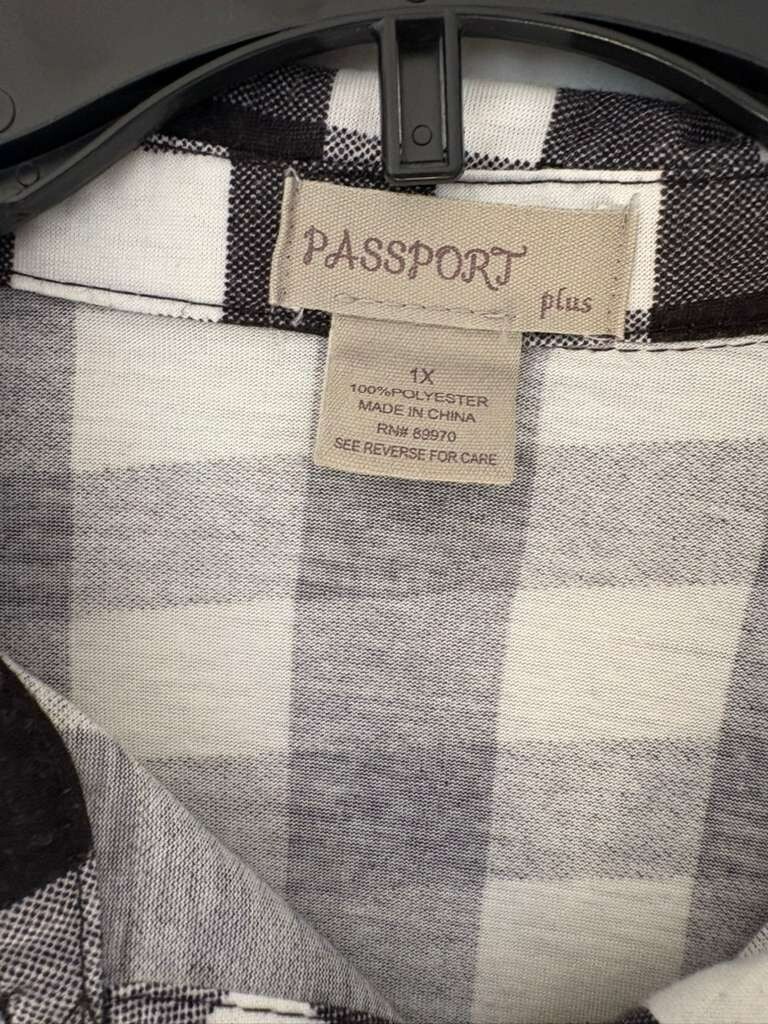 PASSPORT
plus
1X
100%POLYESTER
MADE IN CHINA
RN# 89970
SEE REVERSE FOR CARE